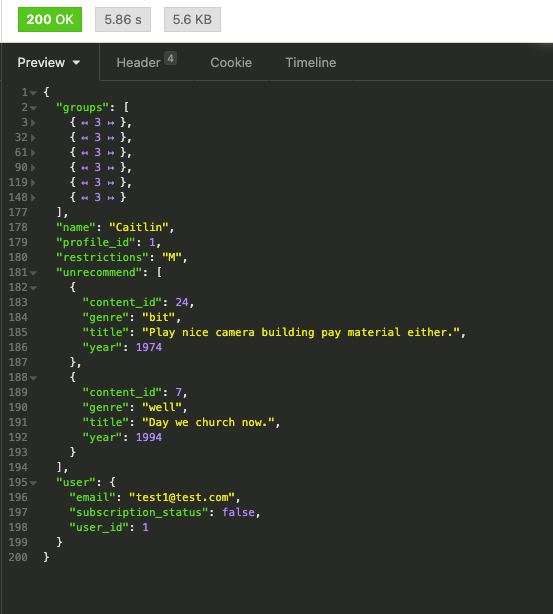 200 OK 5.86 s 5.6 KB
Preview Header 4 Cookie Timeline
1 {
2 "groups": [
3 { ↤ 3 ↦ },
32 { ↤ 3 ↦ },
61 { ↤ 3 ↦ },
90 { ↤ 3 ↦ },
119 { ↤ 3 ↦ },
148 { ↤ 3 ↦ }
177 ],
178 "name": "Caitlin",
179 "profile_id": 1,
180 "restrictions": "M",
181 "unrecommend": [
182 {
183 "content_id": 24,
184 "genre": "bit",
185 "title": "Play nice camera building pay material either.",
186 "year": 1974
187 },
188 {
189 "content_id": 7,
190 "genre": "well",
191 "title": "Day we church now.",
192 "year": 1994
193 }
194 ],
195 "user": {
196 "email": "test1@test.com",
197 "subscription_status": false,
198 "user_id": 1
199 }
200 }